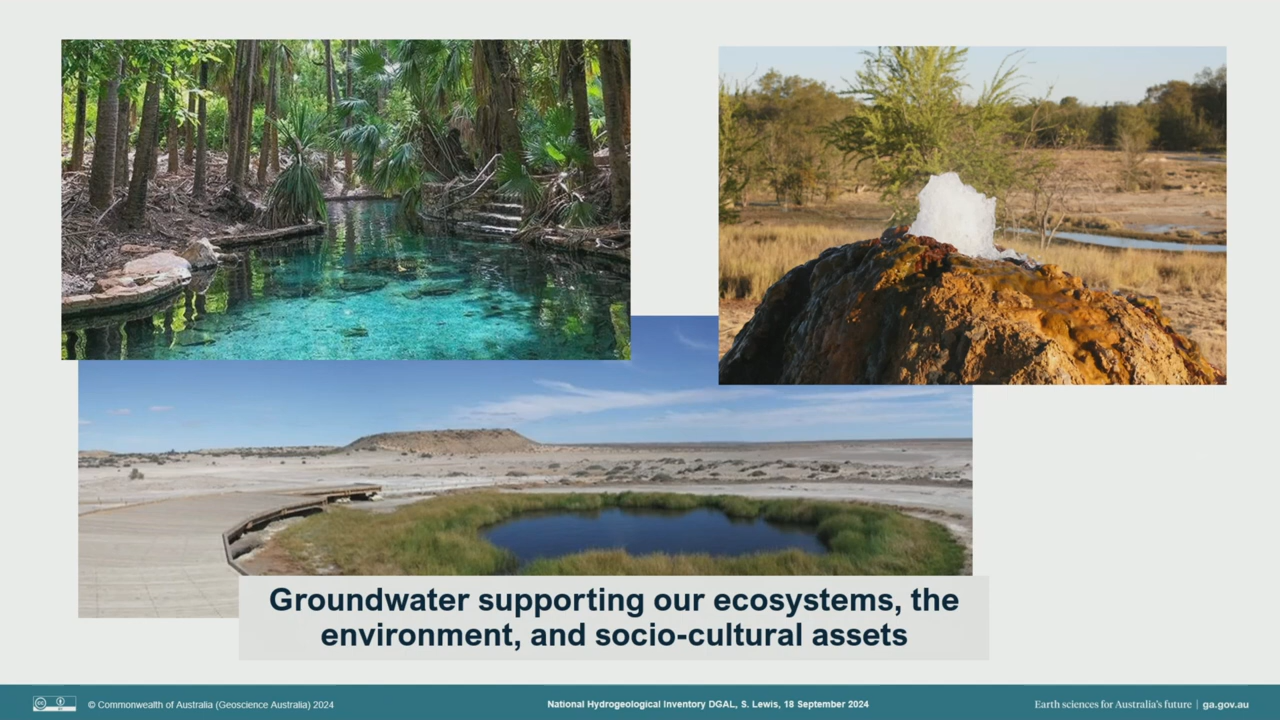 Groundwater supporting our ecosystems, the
environment, and socio-cultural assets
© Commonwealth of Australia (Geoscience Australia) 2024
National Hydrogeological Inventory DGAL, S. Lewis, 18 September 2024
Earth sciences for Australia's future | ga.gov.au